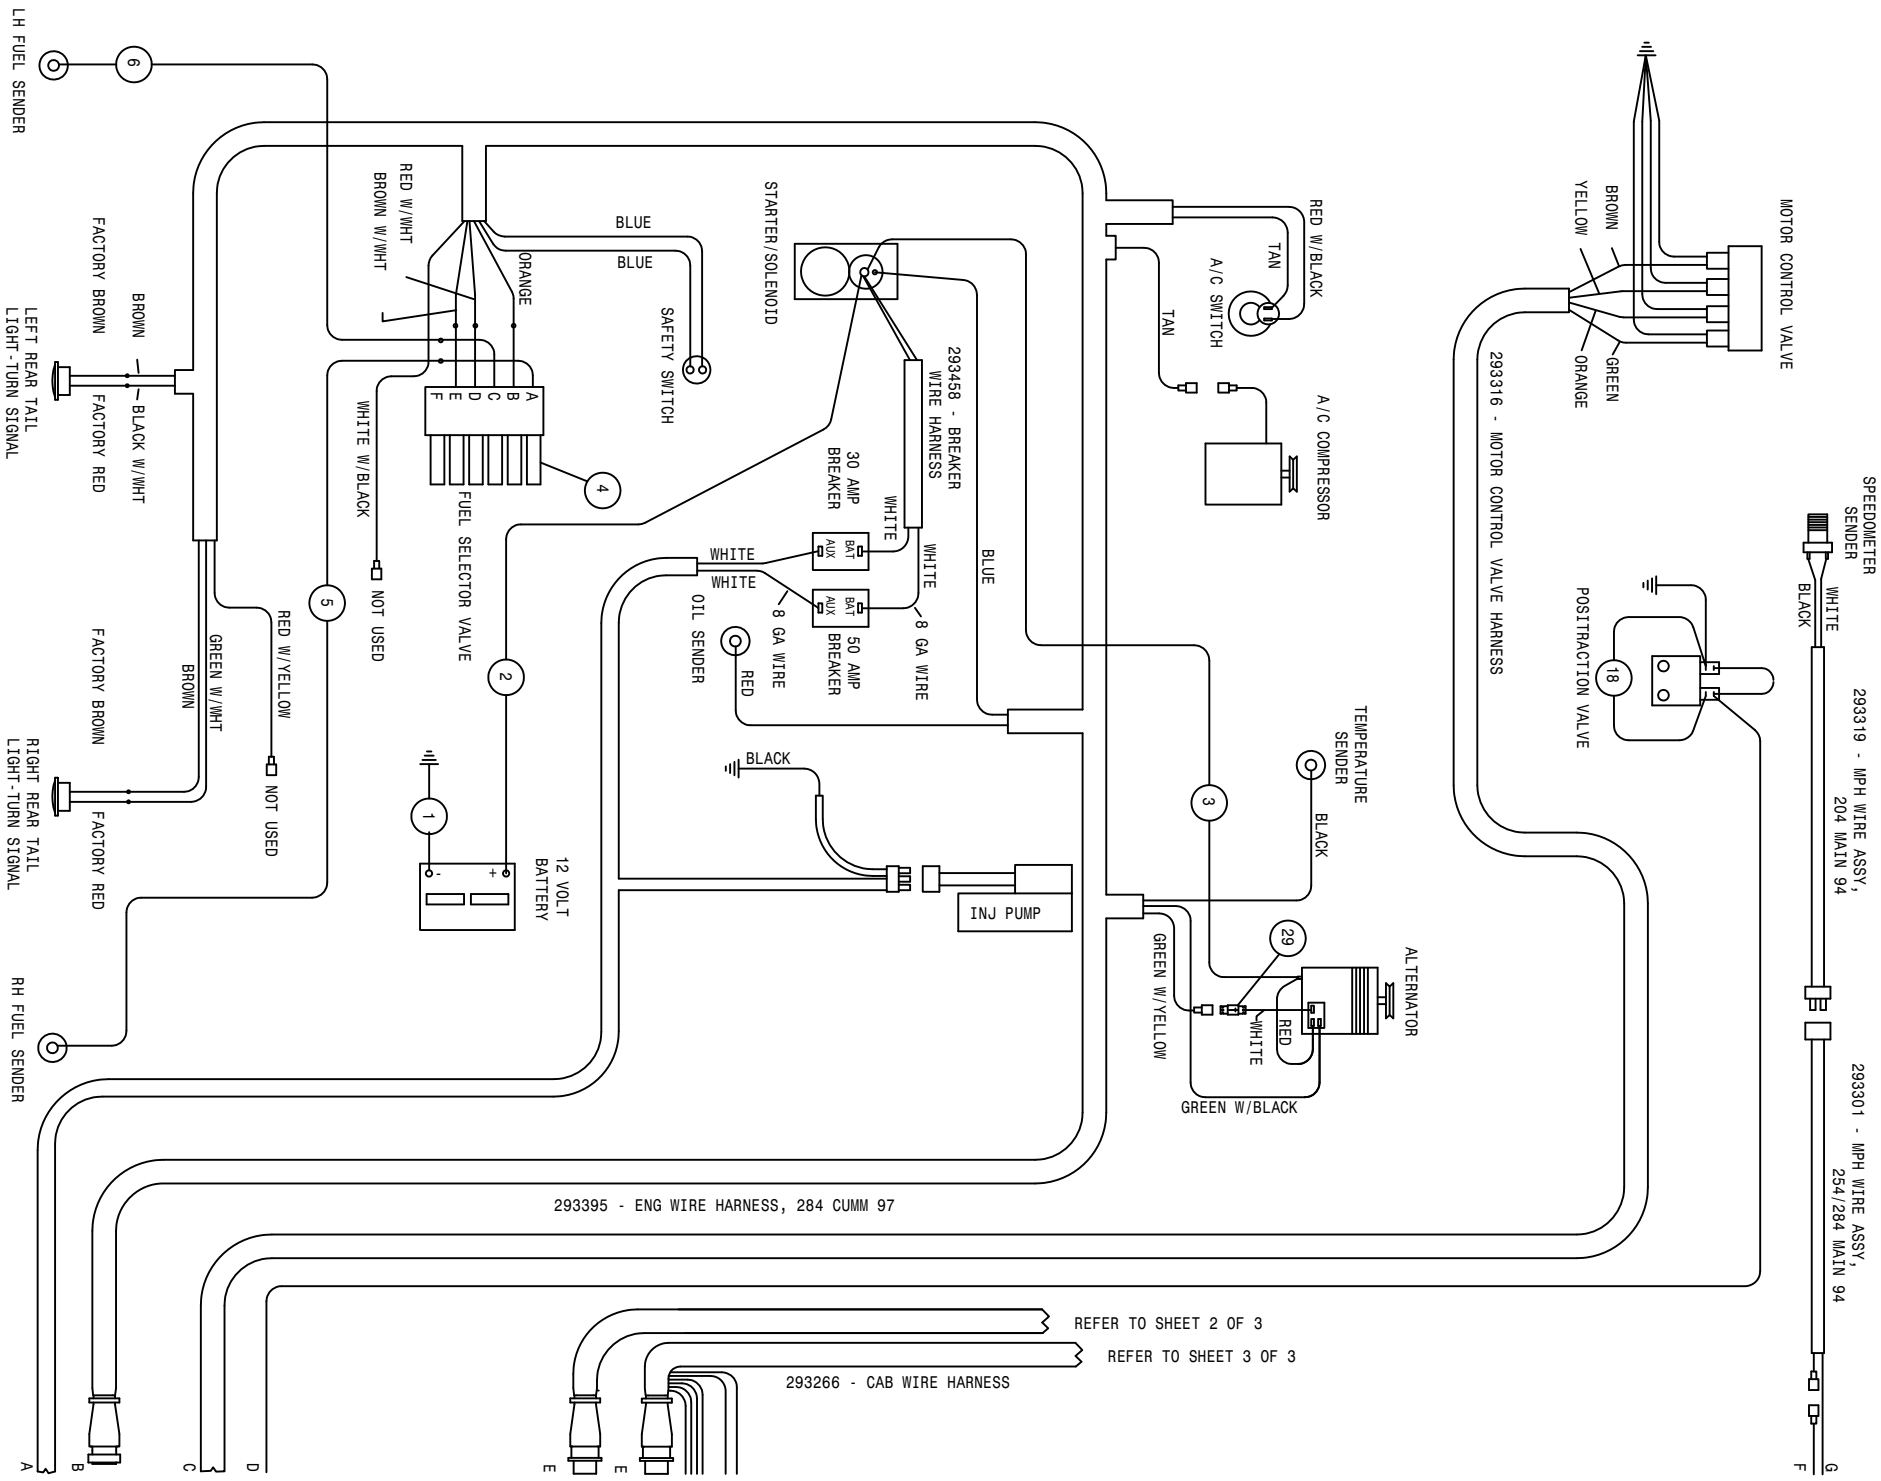 LH FUEL SENDER
6
MOTOR CONTROL VALVE
BROWN
YELLOW
GREEN
ORANGE
293316 - MOTOR CONTROL VALVE HARNESS
RED W/BLACK
TAN
A/C SWITCH
TAN
A/C COMPRESSOR
STARTER/SOLENOID
BLUE
BLUE
SAFETY SWITCH
RED W/WHT
BROWN W/WHT
ORANGE
A
B
C
D
E
F
4
FUEL SELECTOR VALVE
WHITE W/BLACK
NOT USED
293458 - BREAKER
WIRE HARNESS
30 AMP
BREAKER
WHITE
WHITE
BAT
AUX
BAT
AUX
WHITE
WHITE
8 GA WIRE
8 GA WIRE
50 AMP
BREAKER
BLUE
OIL SENDER
RED
FACTORY BROWN
BROWN
BLACK W/WHT
FACTORY RED
LEFT REAR TAIL
LIGHT-TURN SIGNAL
5
2
RED W/YELLOW
GREEN W/WHT
BROWN
NOT USED
FACTORY BROWN
FACTORY RED
RIGHT REAR TAIL
LIGHT-TURN SIGNAL
1
-
+
12 VOLT
BATTERY
BLACK
INJ PUMP
3
TEMPERATURE
SENDER
BLACK
29
ALTERNATOR
GREEN W/YELLOW
WHITE
RED
GREEN W/BLACK
SPEEDOMETER
SENDER
WHITE
BLACK
POSITRACTION VALVE
18
293319 - MPH WIRE ASSY,
204 MAIN 94
293301 - MPH WIRE ASSY,
254/284 MAIN 94
RH FUEL SENDER
293395 - ENG WIRE HARNESS, 284 CUMM 97
REFER TO SHEET 2 OF 3
REFER TO SHEET 3 OF 3
293266 - CAB WIRE HARNESS
A
B
C
D
E
E
F
G